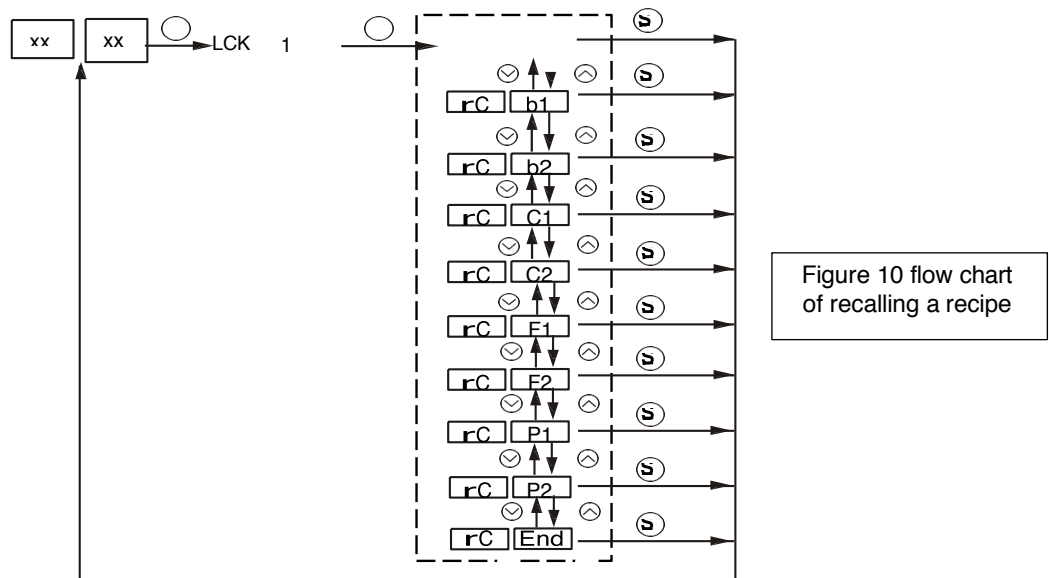 xx xx LCK 1 S
S
rC b1
S
rC b2
S
rC C1
S
rC C2
S
rC F1
S
rC F2
S
rC P1
S
rC P2
S
rC End
Figure 10 flow chart
of recalling a recipe